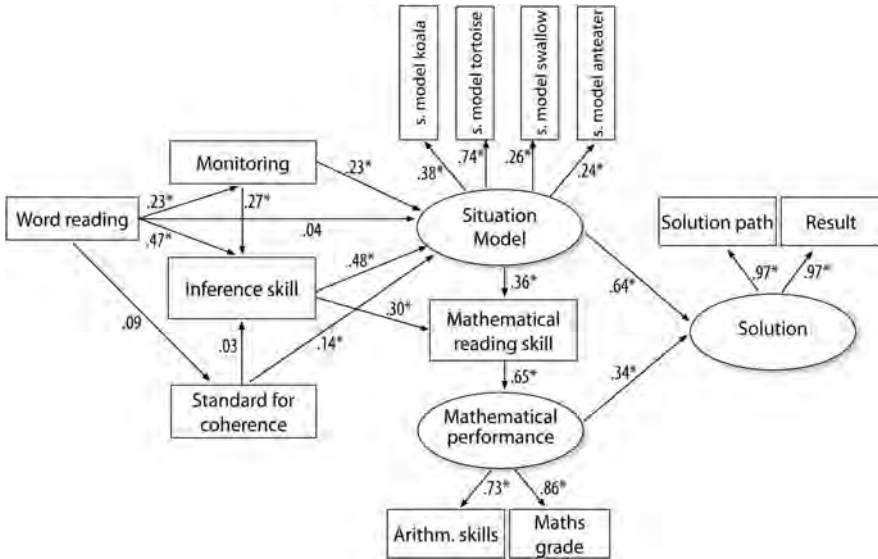 s. model koala
s. model tortoise
s. model swallow
s. model anteater
.38*
.74*
.26*
.24*
Monitoring
.23*
Word reading
.23*
.27*
.04
.47*
Situation
Model
Solution path
Result
.97*
.97*
Inference skill
.48*
.30*
.36*
.64*
Mathematical
reading skill
Solution
.09
.03
.14*
.65*
.34*
Standard for
coherence
Mathematical
performance
.73*
.86*
Arithm. skills
Maths
grade